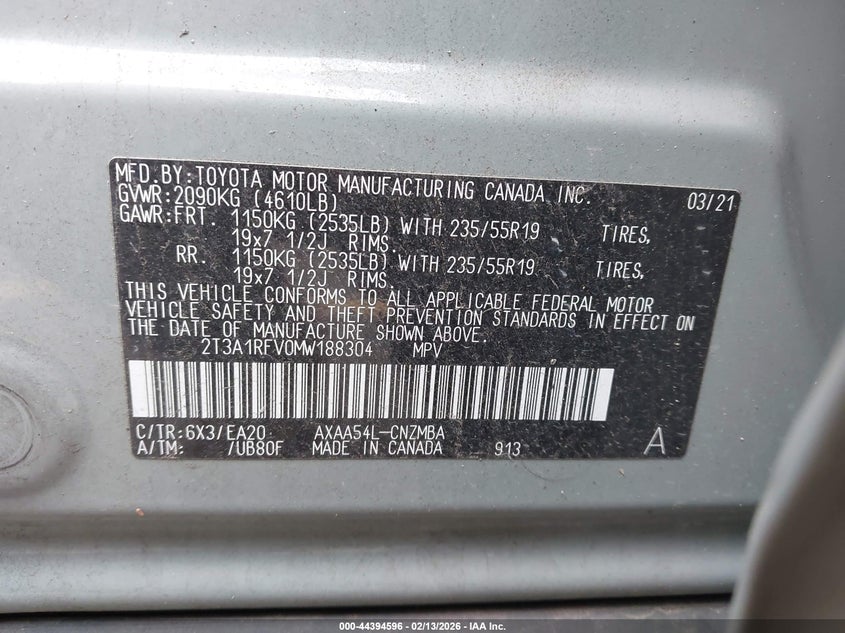 MFD.BY:TOYOTA MOTOR MANUFACTURING CANADA INC. 03/21
GVWR:2090KG (4610LB)
GAWR:FRT. 1150KG (2535LB) WITH 235/55R19 TIRES,
19x7 1/2J RIMS.
RR. 1150KG (2535LB) WITH 235/55R19 TIRES,
19x7 1/2J RIMS.
THIS VEHICLE CONFORMS TO ALL APPLICABLE FEDERAL MOTOR
VEHICLE SAFETY AND THEFT PREVENTION STANDARDS IN EFFECT ON
THE DATE OF MANUFACTURE SHOWN ABOVE.
2T3A1RFV0MW188304 MPV
C/TR:6X3/EA20 AXAA54L-CNZMBA
A/TM: /UB80F MADE IN CANADA 913 A
000-44394596 - 02/13/2026 - IAA Inc.